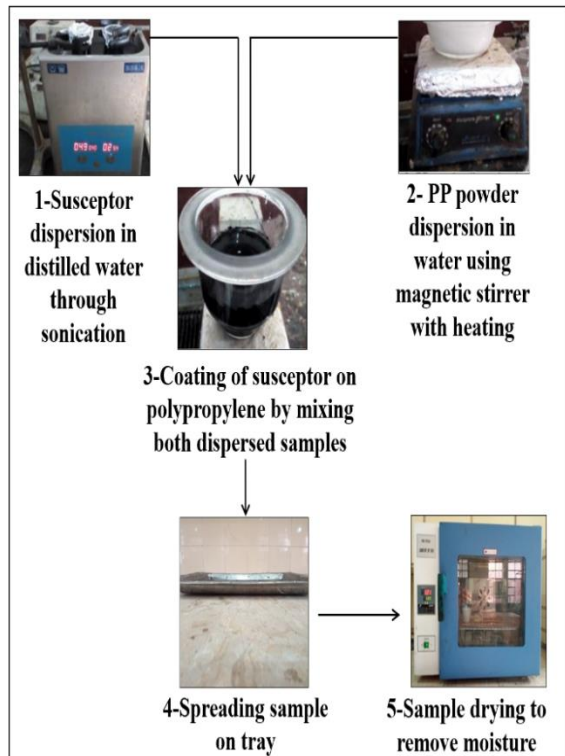 1-Susceptor
dispersion in
distilled water
through
sonication
2- PP powder
dispersion in
water using
magnetic stirrer
with heating
3-Coating of susceptor on
polypropylene by mixing
both dispersed samples
4-Spreading sample
on tray
5-Sample drying to
remove moisture